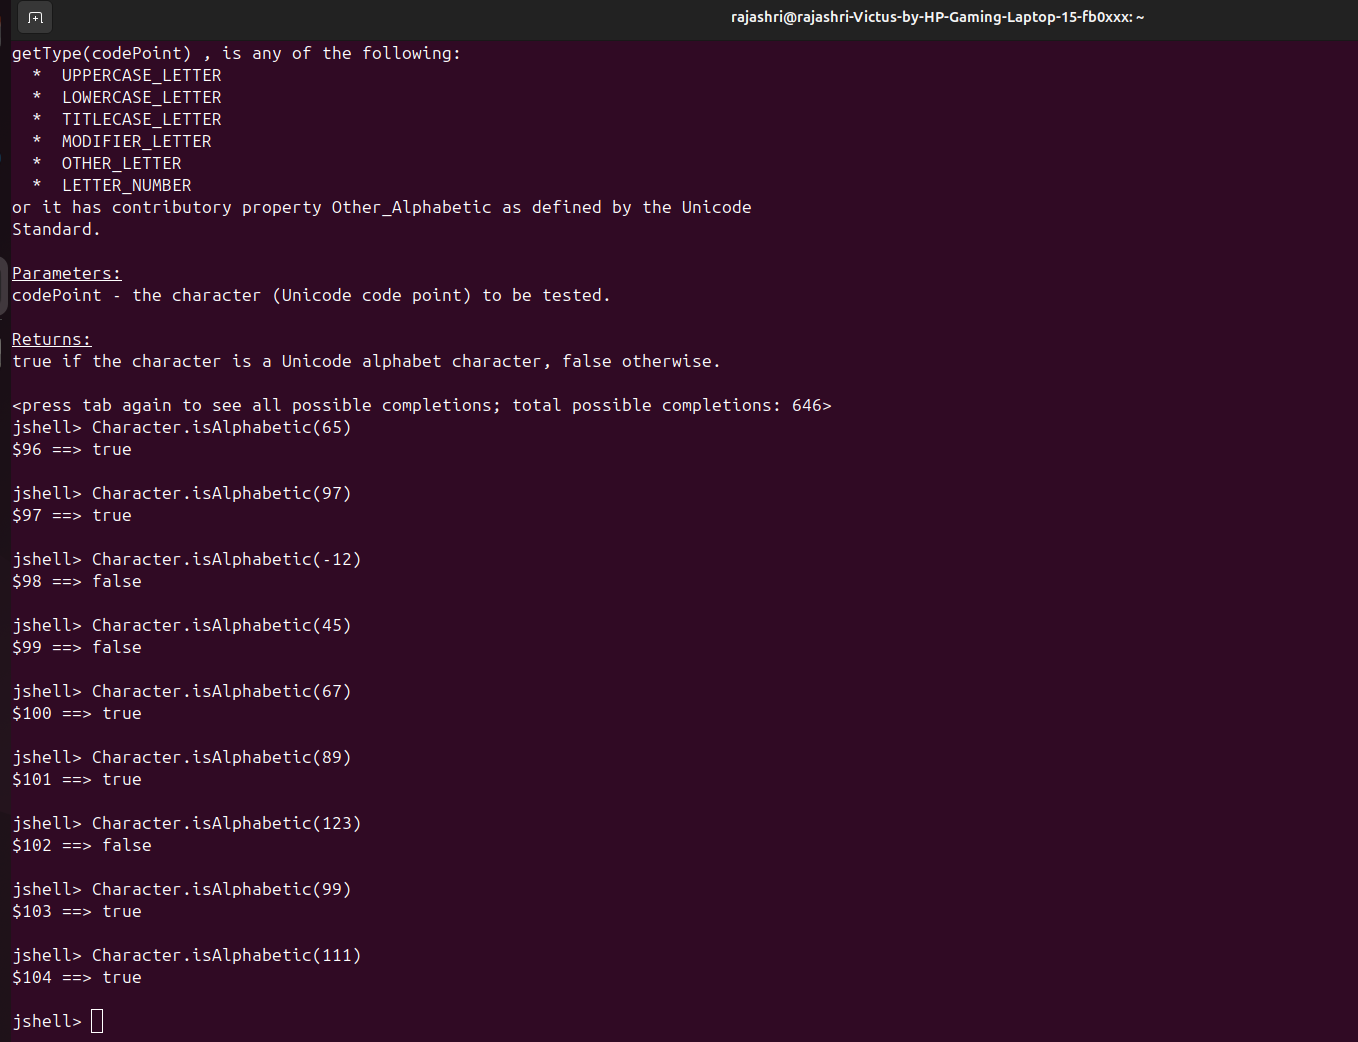 rajashri@rajashri-Victus-by-HP-Gaming-Laptop-15-fb0xxx: ~
getType(codePoint) , is any of the following:
  *  UPPERCASE_LETTER
  *  LOWERCASE_LETTER
  *  TITLECASE_LETTER
  *  MODIFIER_LETTER
  *  OTHER_LETTER
  *  LETTER_NUMBER
or it has contributory property Other_Alphabetic as defined by the Unicode
Standard.

Parameters:
codePoint - the character (Unicode code point) to be tested.

Returns:
true if the character is a Unicode alphabet character, false otherwise.

<press tab again to see all possible completions; total possible completions: 646>
jshell> Character.isAlphabetic(65)
$96 ==> true

jshell> Character.isAlphabetic(97)
$97 ==> true

jshell> Character.isAlphabetic(-12)
$98 ==> false

jshell> Character.isAlphabetic(45)
$99 ==> false

jshell> Character.isAlphabetic(67)
$100 ==> true

jshell> Character.isAlphabetic(89)
$101 ==> true

jshell> Character.isAlphabetic(123)
$102 ==> false

jshell> Character.isAlphabetic(99)
$103 ==> true

jshell> Character.isAlphabetic(111)
$104 ==> true

jshell>